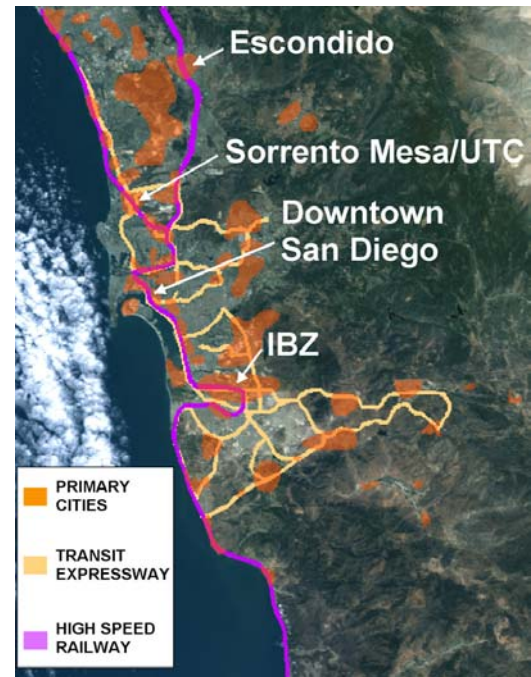 Escondido
Sorrento Mesa/UTC
Downtown
San Diego
IBZ
PRIMARY
CITIES
TRANSIT
EXPRESSWAY
HIGH SPEED
RAILWAY